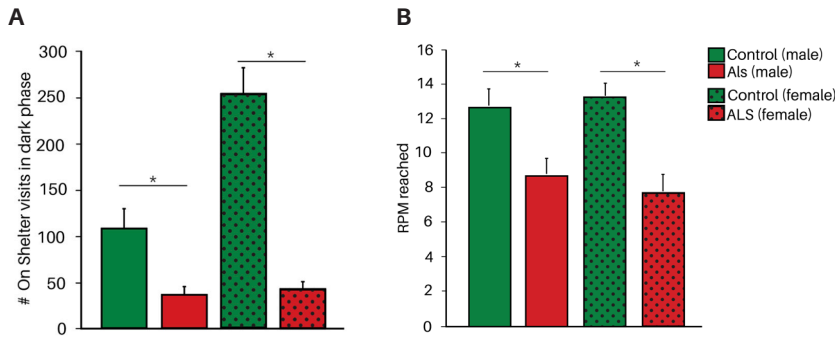 A
# On Shelter visits in dark phase
300
250
200
150
100
50
0
*
*
B
RPM reached
16
14
12
10
8
6
4
2
0
*
*
Control (male)
Als (male)
Control (female)
ALS (female)